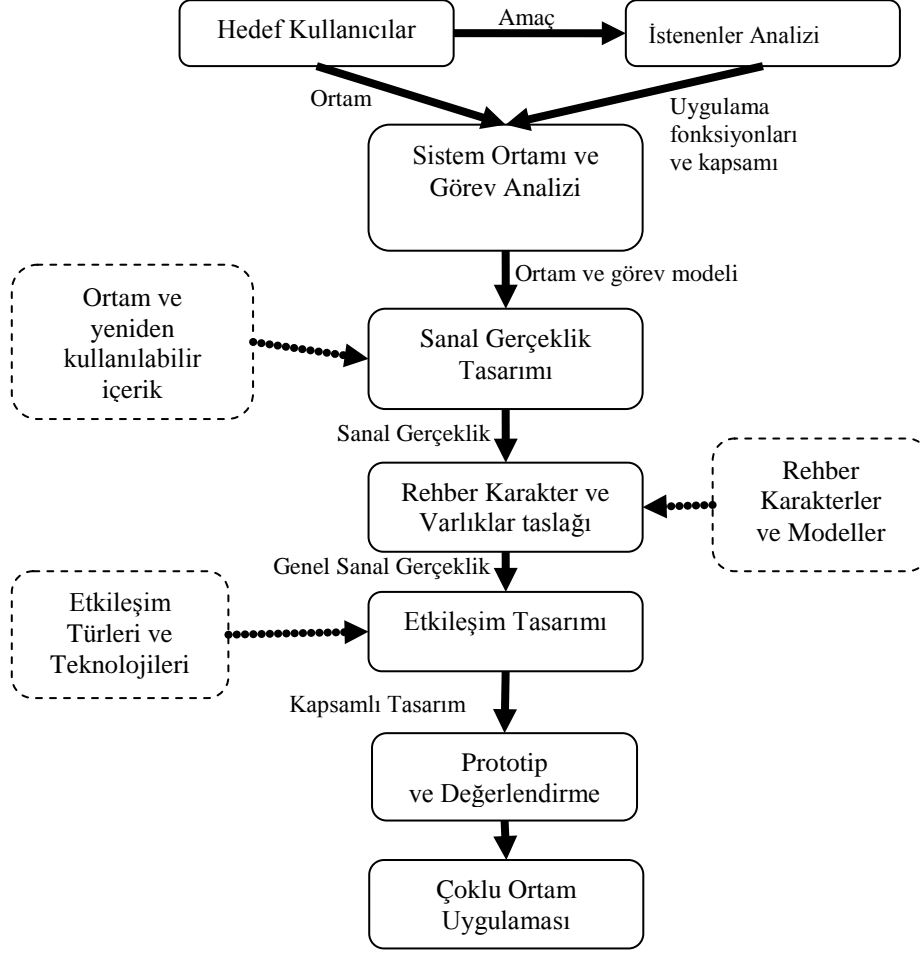 Hedef Kullanıcılar
Amaç
İstenenler Analizi
Ortam
Uygulama
fonksiyonları
ve kapsamı
Sistem Ortamı ve
Görev Analizi
Ortam ve görev modeli
Ortam ve
yeniden
kullanılabilir
içerik
Sanal Gerçeklik
Tasarımı
Sanal Gerçeklik
Rehber Karakter ve
Varlıklar taslağı
Rehber
Karakterler
ve Modeller
Genel Sanal Gerçeklik
Etkileşim
Türleri ve
Teknolojileri
Etkileşim Tasarımı
Kapsamlı Tasarım
Prototip
ve Değerlendirme
Çoklu Ortam
Uygulaması